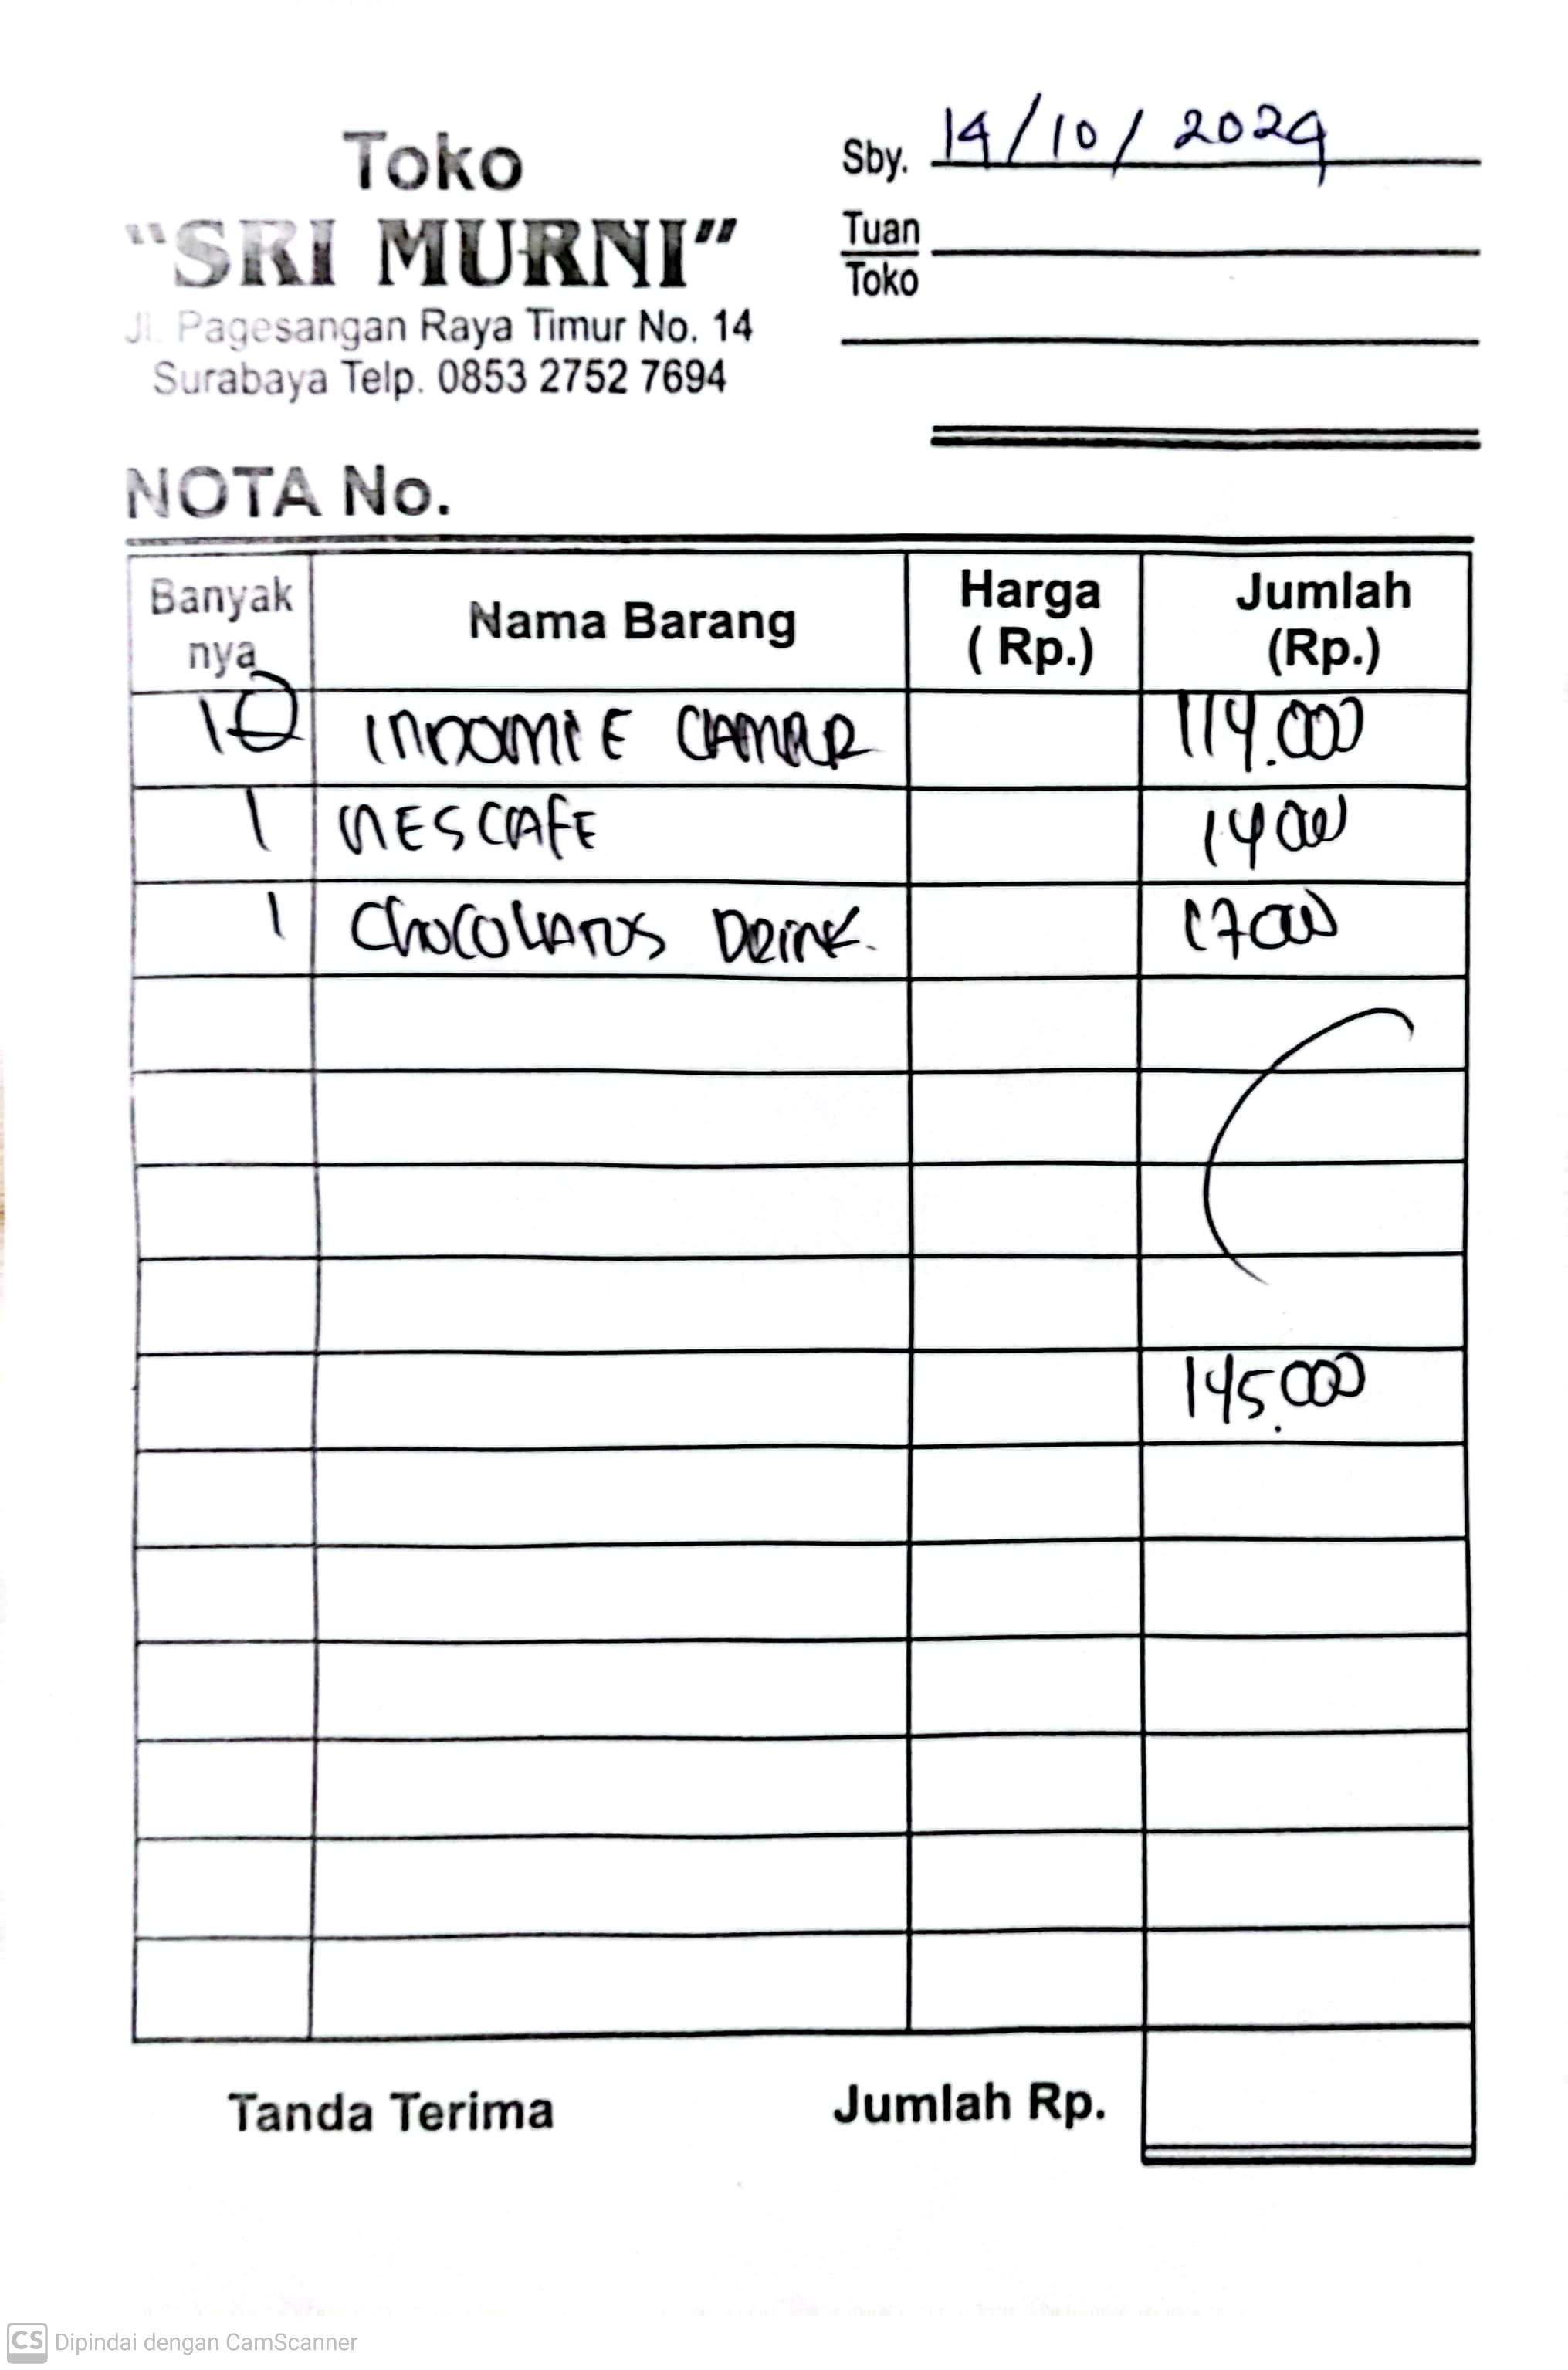 Toko
"SRI MURNI"
Jl. Pagesangan Raya Timur No. 14
Surabaya Telp. 0853 2752 7694
Sby. 14/10/2024
Tuan
Toko
NOTA No.
Banyak nya Nama Barang Harga ( Rp.) Jumlah (Rp.)
10 INDOMIE 114.000
1 NESCAFE 14000
1 CHOCOLATOS DRINK. 17000
145.000
Tanda Terima Jumlah Rp.
CS Dipindai dengan CamScanner